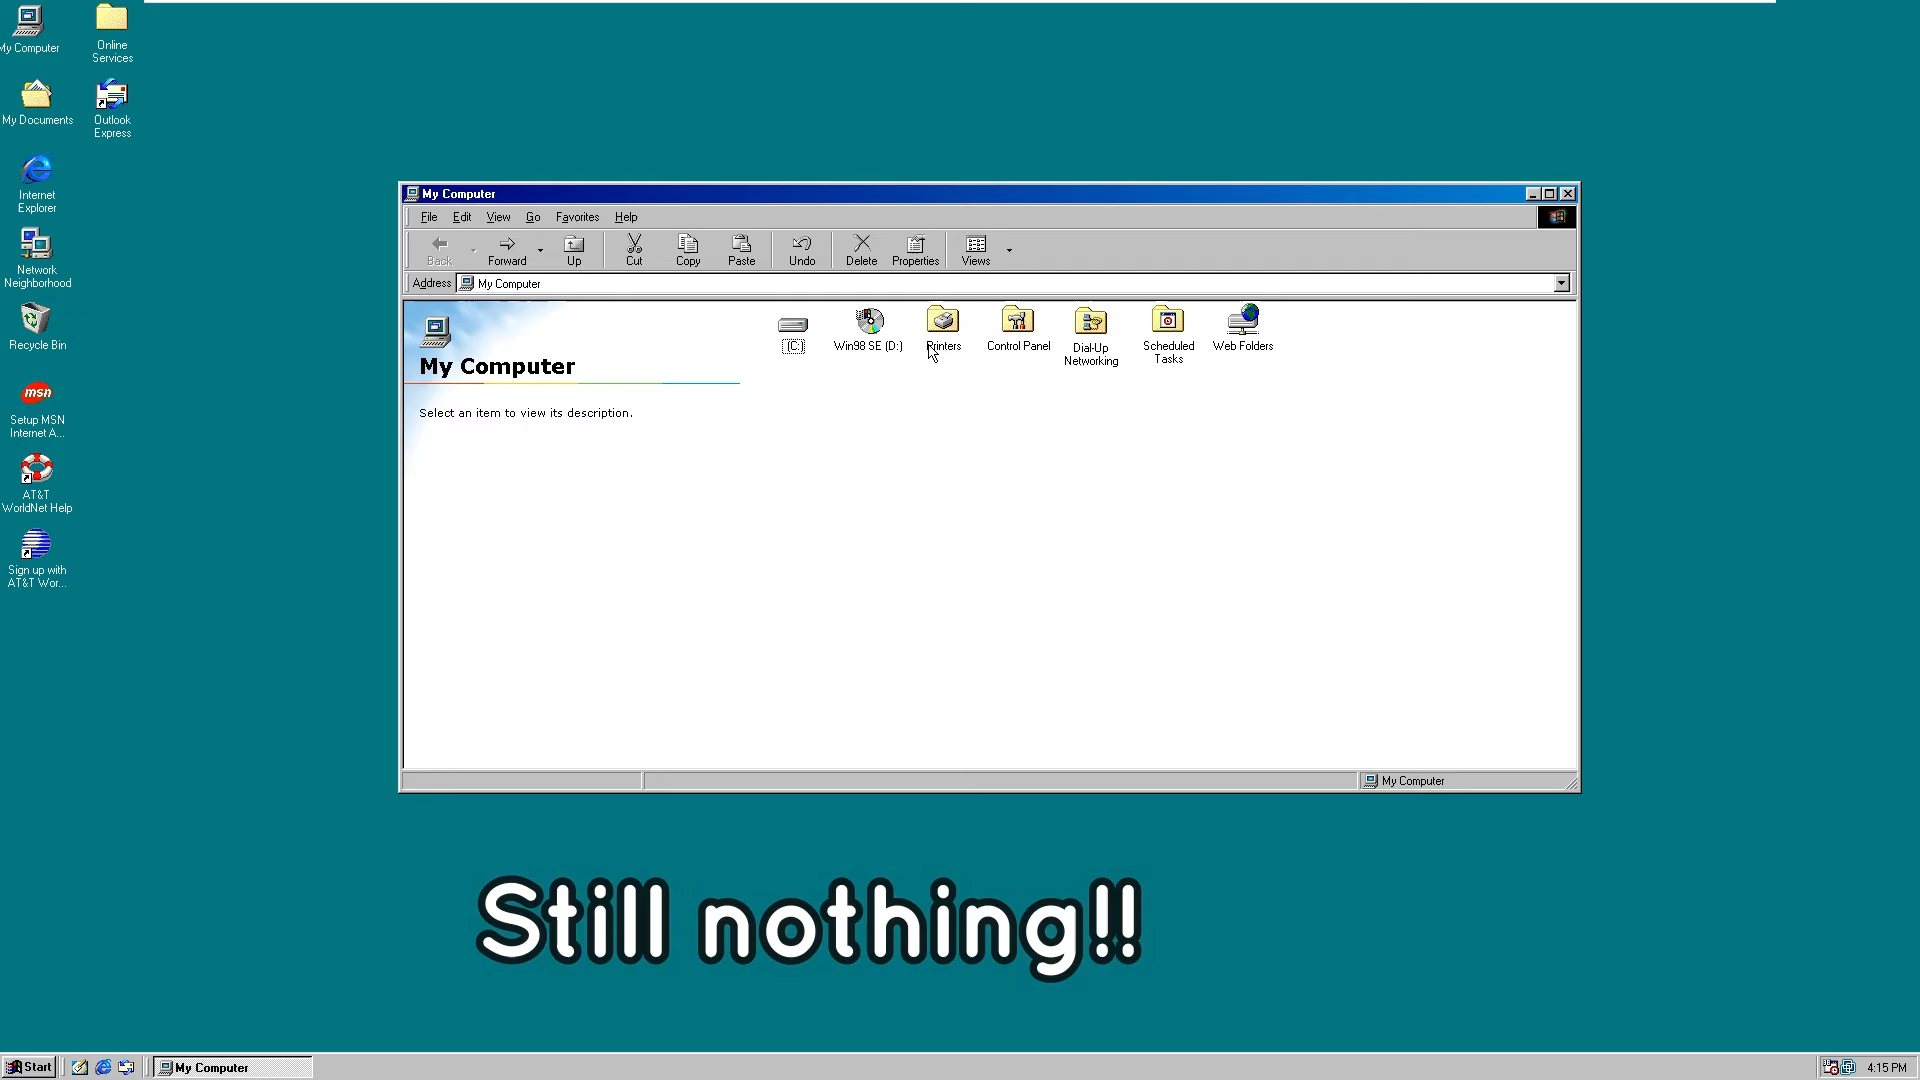 My Computer
Online
Services
My Documents
Outlook
Express
Internet
Explorer
Network
Neighborhood
Recycle Bin
msn
Setup MSN
Internet A...
AT&T
WorldNet Help
Sign up with
AT&T Wor...
My Computer
File Edit View Go Favorites Help
Back Forward Up Cut Copy Paste Undo Delete Properties Views
Address My Computer
My Computer
Select an item to view its description.
(C:)
Win98 SE (D:)
Printers
Control Panel
Dial-Up
Networking
Scheduled
Tasks
Web Folders
My Computer
Still nothing!!
Start My Computer 4:15 PM